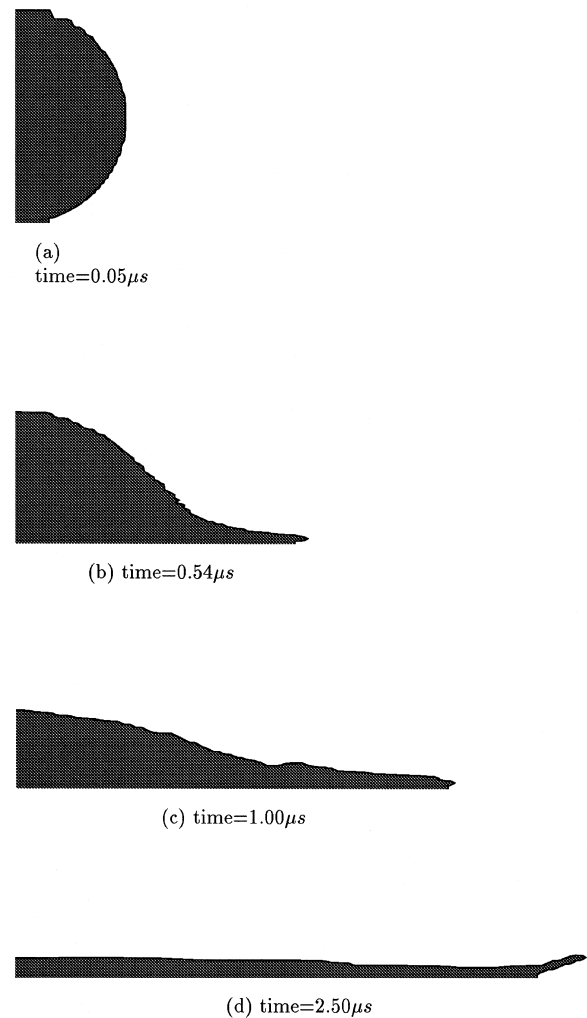 (a)
time=0.05μs
(b) time=0.54μs
(c) time=1.00μs
(d) time=2.50μs